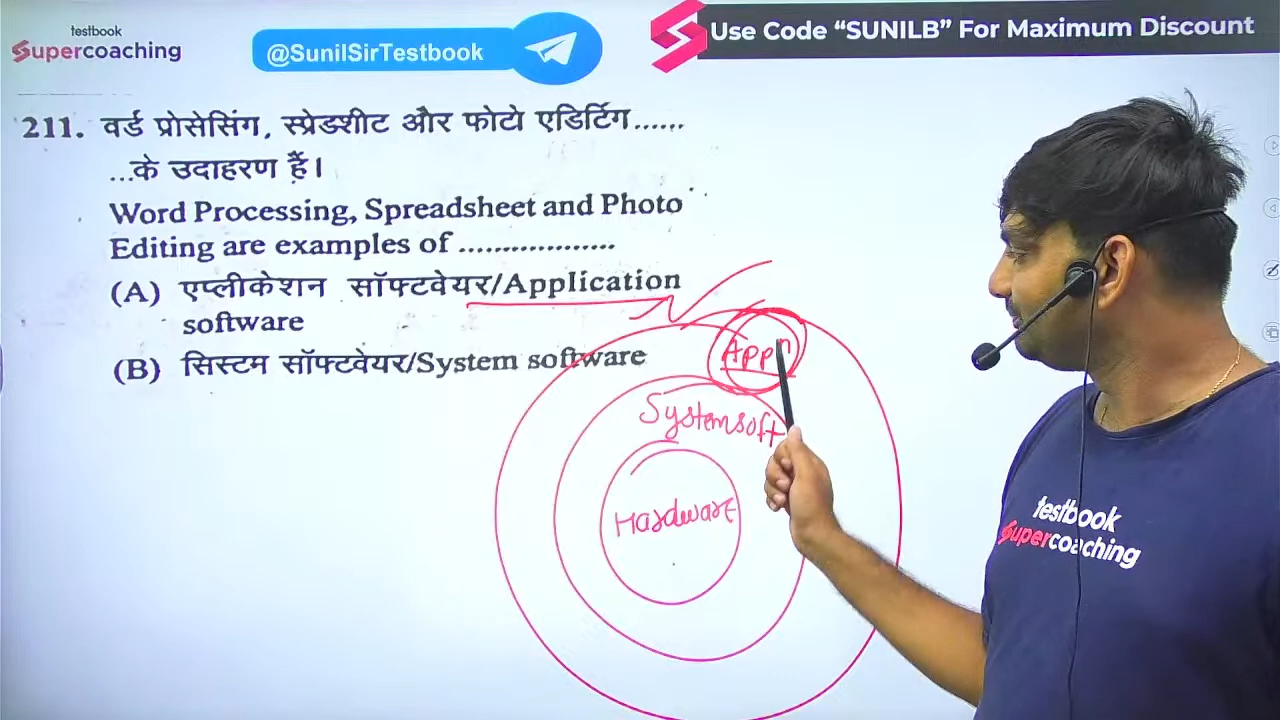 testbook
Supercoaching
@SunilSirTestbook
Use Code “SUNILB” For Maximum Discount
211. वर्ड प्रोसेसिंग, स्प्रेडशीट और फोटो एडिटिंग......
...के उदाहरण हैं।
Word Processing, Spreadsheet and Photo
Editing are examples of ..................
(A) एप्लीकेशन सॉफ्टवेयर/Application
software
(B) सिस्टम सॉफ्टवेयर/System software
Appn
Systemsoft
Hardware
testbook
Supercoaching